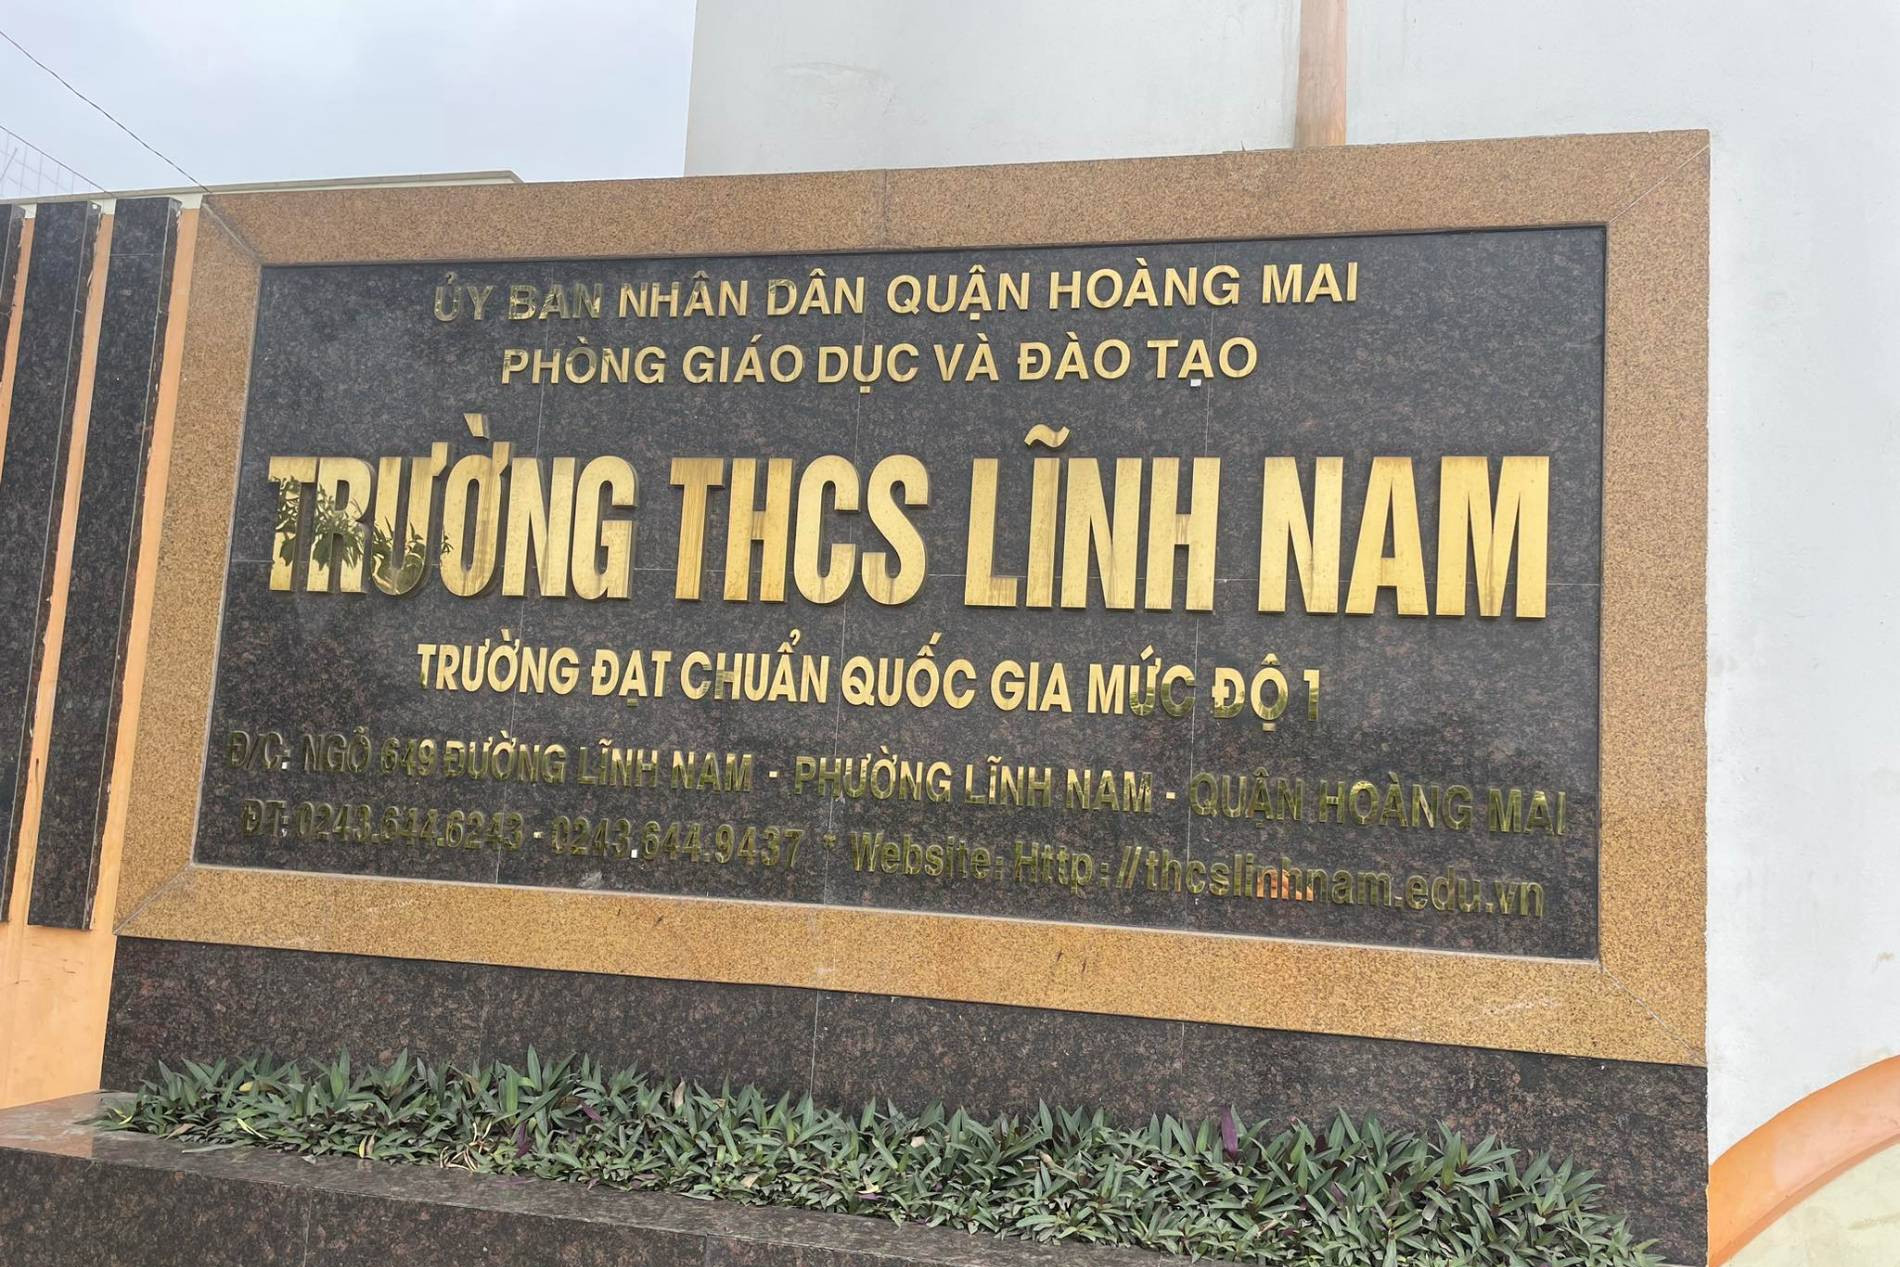 ỦY BAN NHÂN DÂN QUẬN HOÀNG MAI
PHÒNG GIÁO DỤC VÀ ĐÀO TẠO
TRƯỜNG THCS LĨNH NAM
TRƯỜNG ĐẠT CHUẨN QUỐC GIA MỨC ĐỘ 1
Đ/C: NGÕ 649 ĐƯỜNG LĨNH NAM - PHƯỜNG LĨNH NAM - QUẬN HOÀNG MAI
ĐT: 0243.644.6243 - 0243.644.9437 * Website: Http://thcslinhnam.edu.vn